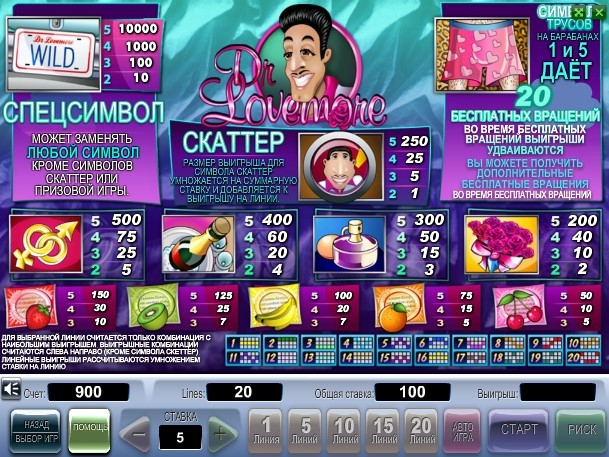 Dr Lovemore
WILD
5 10000
4 1000
3 100
2 10
СПЕЦСИМВОЛ
МОЖЕТ ЗАМЕНЯТЬ
ЛЮБОЙ СИМВОЛ
КРОМЕ СИМВОЛОВ
СКАТТЕР ИЛИ
ПРИЗОВОЙ ИГРЫ.
Dr
Lovemore
СКАТТЕР
РАЗМЕР ВЫИГРЫША ДЛЯ
СИМВОЛА СКАТТЕР
УМНОЖАЕТСЯ НА СУММАРНУЮ
СТАВКУ И ДОБАВЛЯЕТСЯ К
ВЫИГРЫШУ НА ЛИНИИ.
5 250
4 25
3 5
2 1
ТРУСОВ
НА БАРАБАНАХ
1 И 5
ДАЁТ
20
БЕСПЛАТНЫХ ВРАЩЕНИЙ
ВО ВРЕМЯ БЕСПЛАТНЫХ
ВРАЩЕНИЙ ВЫИГРЫШИ
УДВАИВАЮТСЯ
ВЫ МОЖЕТЕ ПОЛУЧИТЬ
ДОПОЛНИТЕЛЬНЫЕ
БЕСПЛАТНЫЕ ВРАЩЕНИЯ
ВО ВРЕМЯ БЕСПЛАТНЫХ ВРАЩЕНИЙ
5 500
4 75
3 25
2 5
5 400
4 60
3 20
2 4
5 300
4 50
3 15
2 3
5 200
4 40
3 10
2 2
5 150
4 30
3 10
5 125
4 25
3 7
5 100
4 20
3 7
5 75
4 15
3 5
5 50
4 10
3 5
ДЛЯ ВЫБРАННОЙ ЛИНИИ СЧИТАЕТСЯ ТОЛЬКО КОМБИНАЦИЯ С
НАИБОЛЬШИМ ВЫИГРЫШЕМ ВЫИГРЫШНЫЕ КОМБИНАЦИИ
СЧИТАЮТСЯ СЛЕВА НАПРАВО (КРОМЕ СИМВОЛА СКЕТТЕР)
ЛИНЕЙНЫЕ ВЫИГРЫШИ РАССЧИТЫВАЮТСЯ УМНОЖЕНИЕМ
СТАВКИ НА ЛИНИЮ
1 2 3 4 5 6 7 8 9 10
11 12 13 14 15 16 17 18 19 20
Счет: 900 Lines: 20 Общая ставка: 100 Выигрыш:
НАЗАД
ВЫБОР ИГР
ПОМОЩЬ
СТАВКА
5
1
Линия
5
Линий
10
Линий
15
Линий
20
Линий
АВТО
ИГРА
СТАРТ
РИСК